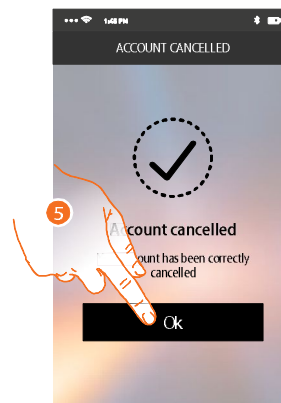 1:48 PM
ACCOUNT CANCELLED
5
Account cancelled
ount has been correctly
cancelled
Ok